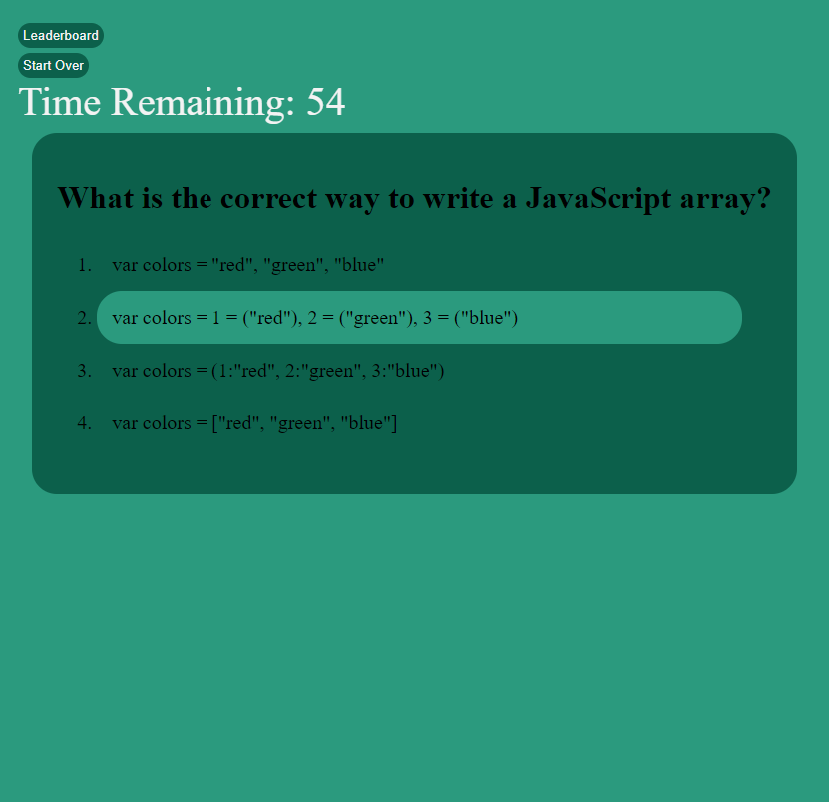 Leaderboard
Start Over
Time Remaining: 54
What is the correct way to write a JavaScript array?
1. var colors = "red", "green", "blue"
2. var colors = 1 = ("red"), 2 = ("green"), 3 = ("blue")
3. var colors = (1:"red", 2:"green", 3:"blue")
4. var colors = ["red", "green", "blue"]